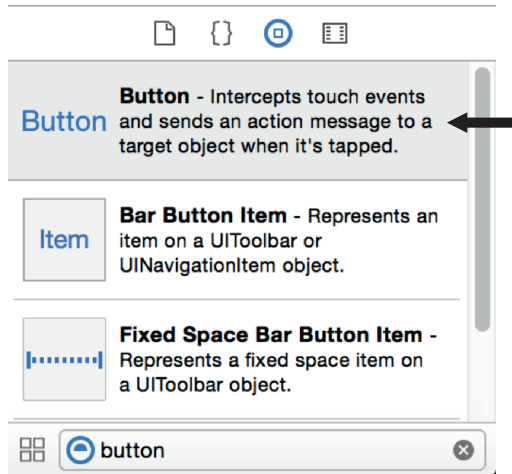 Button
Button - Intercepts touch events
and sends an action message to a
target object when it's tapped.
Item
Bar Button Item - Represents an
item on a UIToolbar or
UINavigationItem object.
Fixed Space Bar Button Item -
Represents a fixed space item on
a UIToolbar object.
button